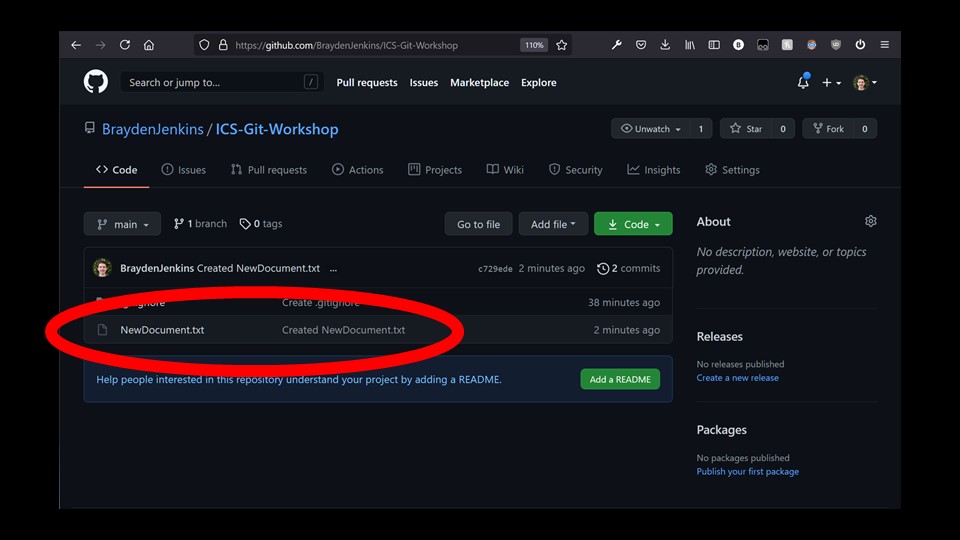 https://github.com/BraydenJenkins/ICS-Git-Workshop 110%
Search or jump to... / Pull requests Issues Marketplace Explore
BraydenJenkins / ICS-Git-Workshop Unwatch 1 Star 0 Fork 0
Code Issues Pull requests Actions Projects Wiki Security Insights Settings
main 1 branch 0 tags Go to file Add file Code
About
No description, website, or topics
provided.
BraydenJenkins Created NewDocument.txt ... c729ede 2 minutes ago 2 commits
Create .gitignore 38 minutes ago
NewDocument.txt Created NewDocument.txt 2 minutes ago
Help people interested in this repository understand your project by adding a README. Add a README
Releases
No releases published
Create a new release
Packages
No packages published
Publish your first package